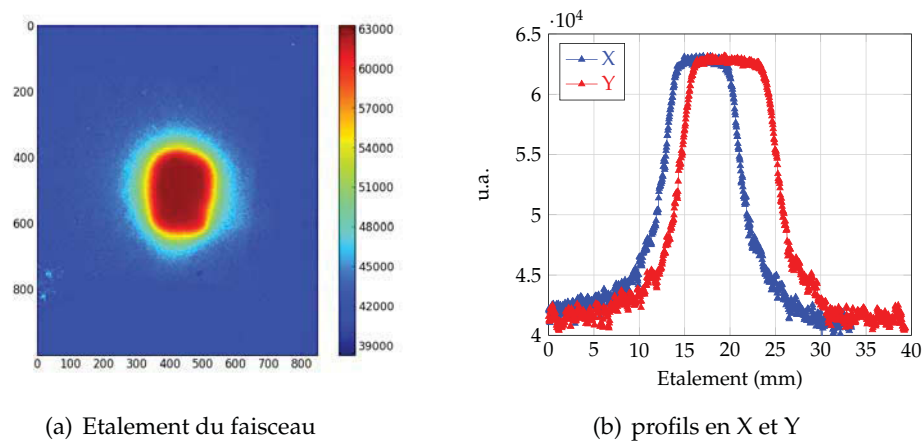 0
200
400
600
800
0 100 200 300 400 500 600 700 800
63000
60000
57000
54000
51000
48000
45000
42000
39000
(a) Etalement du faisceau
·10⁴
6.5
6
5.5
5
4.5
4
u.a.
X
Y
0 5 10 15 20 25 30 35 40
Etalement (mm)
(b) profils en X et Y